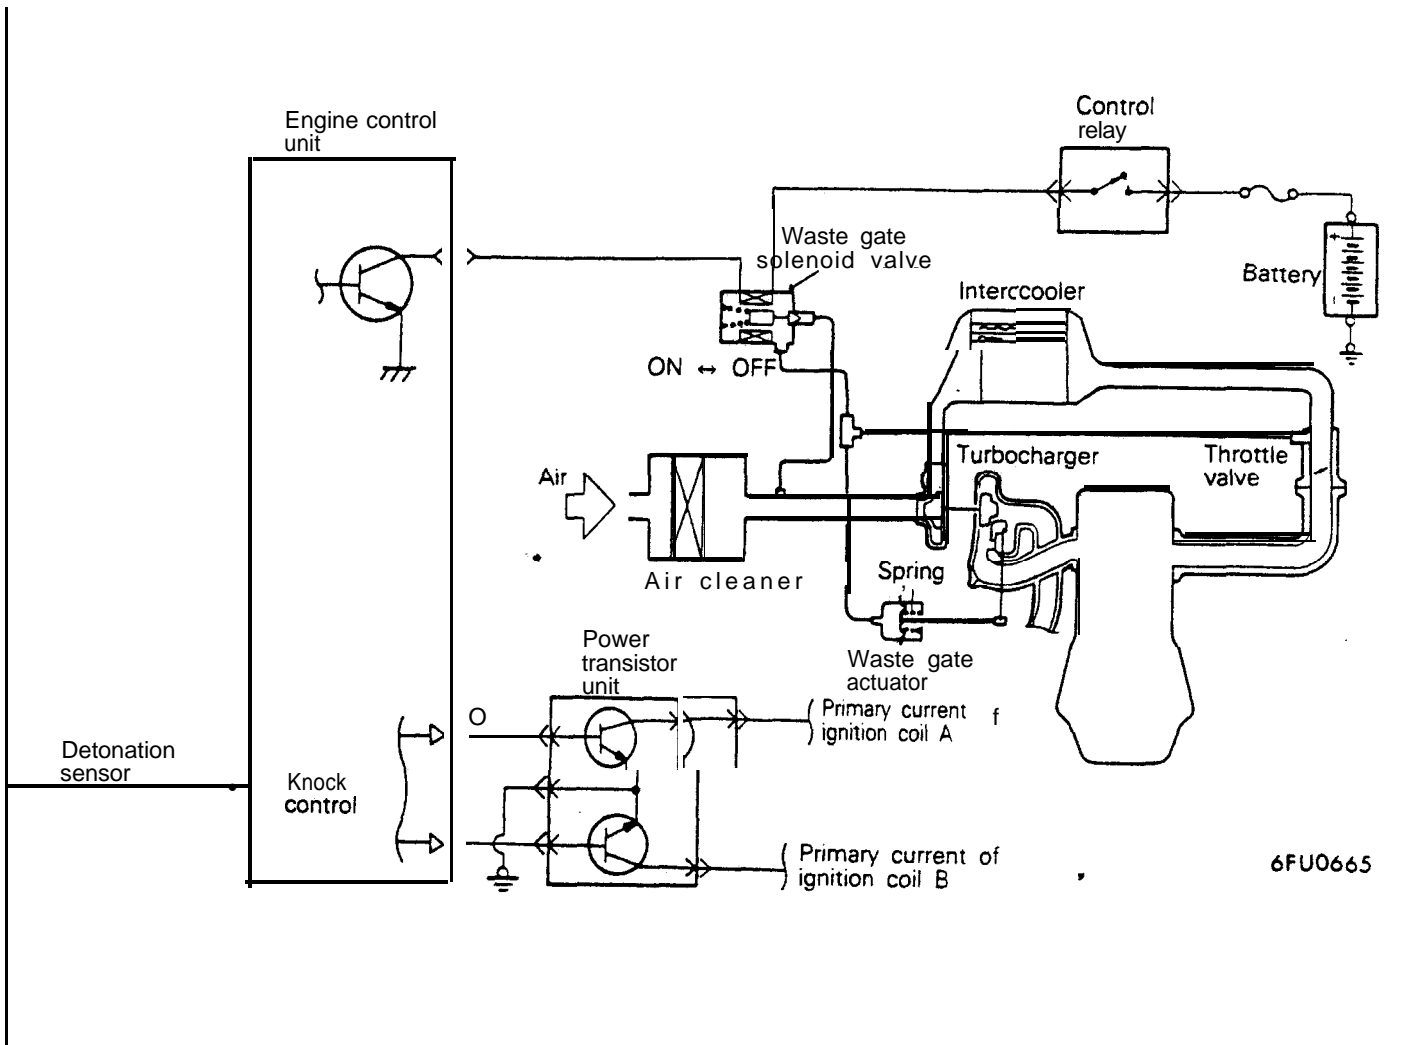 Control
relay
Engine control
unit
Waste gate
solenoid valve
Battery
Interccooler
ON ↔ OFF
Turbocharger
Throttle
valve
Air
Air cleaner
Spring
Waste gate
actuator
Power
transistor
unit
O
Primary current f
ignition coil A
Detonation
sensor
Knock
control
Primary current of
ignition coil B
6FU0665